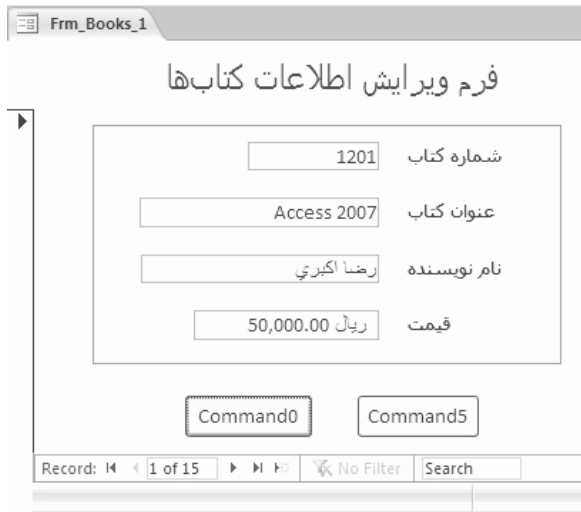 Frm_Books_1
فرم ویرایش اطلاعات کتاب‌ها
شماره کتاب 1201
عنوان کتاب Access 2007
نام نویسنده رضا اكبري
قیمت ریال 50,000.00
Command0 Command5
Record: 1 of 15 No Filter Search